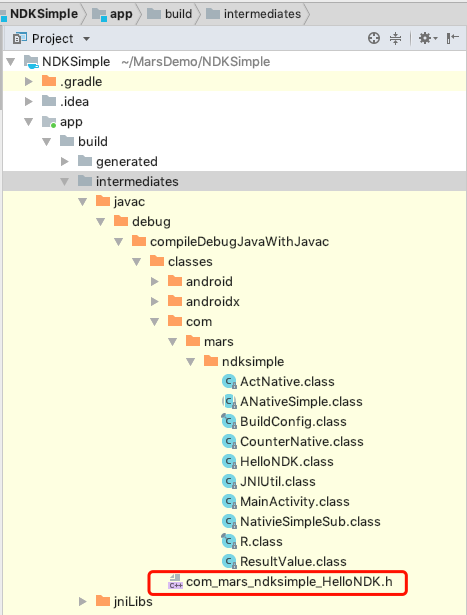 NDKSimple app build intermediates
Project
NDKSimple ~/MarsDemo/NDKSimple
.gradle
.idea
app
build
generated
intermediates
javac
debug
compileDebugJavaWithJavac
classes
android
androidx
com
mars
ndksimple
ActNative.class
ANativeSimple.class
BuildConfig.class
CounterNative.class
HelloNDK.class
JNIUtil.class
MainActivity.class
NavtieSimpleSub.class
R.class
ResultValue.class
com_mars_ndksimple_HelloNDK.h
jniLibs